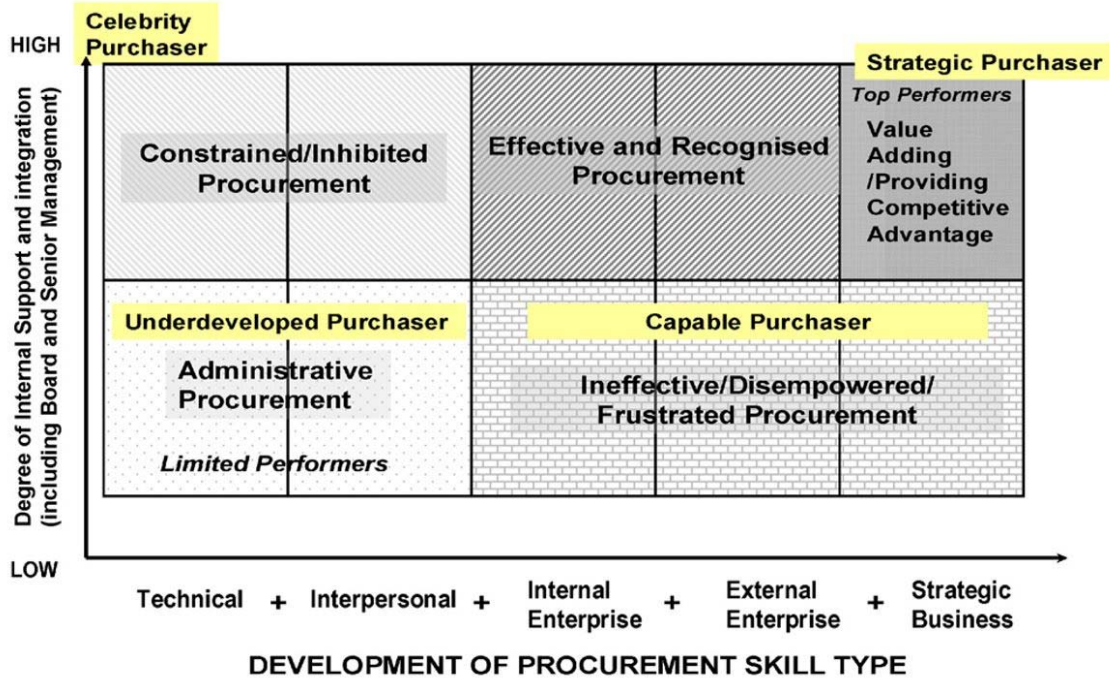 Celebrity
Purchaser
HIGH
Strategic Purchaser
Top Performers
Constrained/Inhibited
Procurement
Effective and Recognised
Procurement
Value
Adding
/Providing
Competitive
Advantage
Degree of Internal Support and integration
(including Board and Senior Management)
Underdeveloped Purchaser
Capable Purchaser
Administrative
Procurement
Ineffective/Disempowered/
Frustrated Procurement
Limited Performers
LOW
Technical + Interpersonal + Internal Enterprise + External Enterprise + Strategic Business
DEVELOPMENT OF PROCUREMENT SKILL TYPE